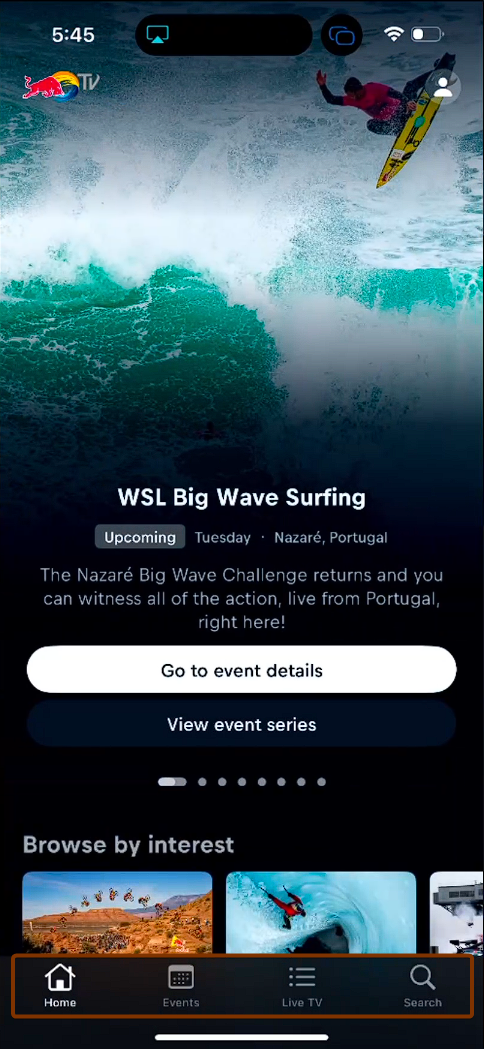 5:45
TV
WSL Big Wave Surfing
Upcoming Tuesday · Nazaré, Portugal
The Nazaré Big Wave Challenge returns and you
can witness all of the action, live from Portugal,
right here!
Go to event details
View event series
Browse by interest
Home Events Live TV Search